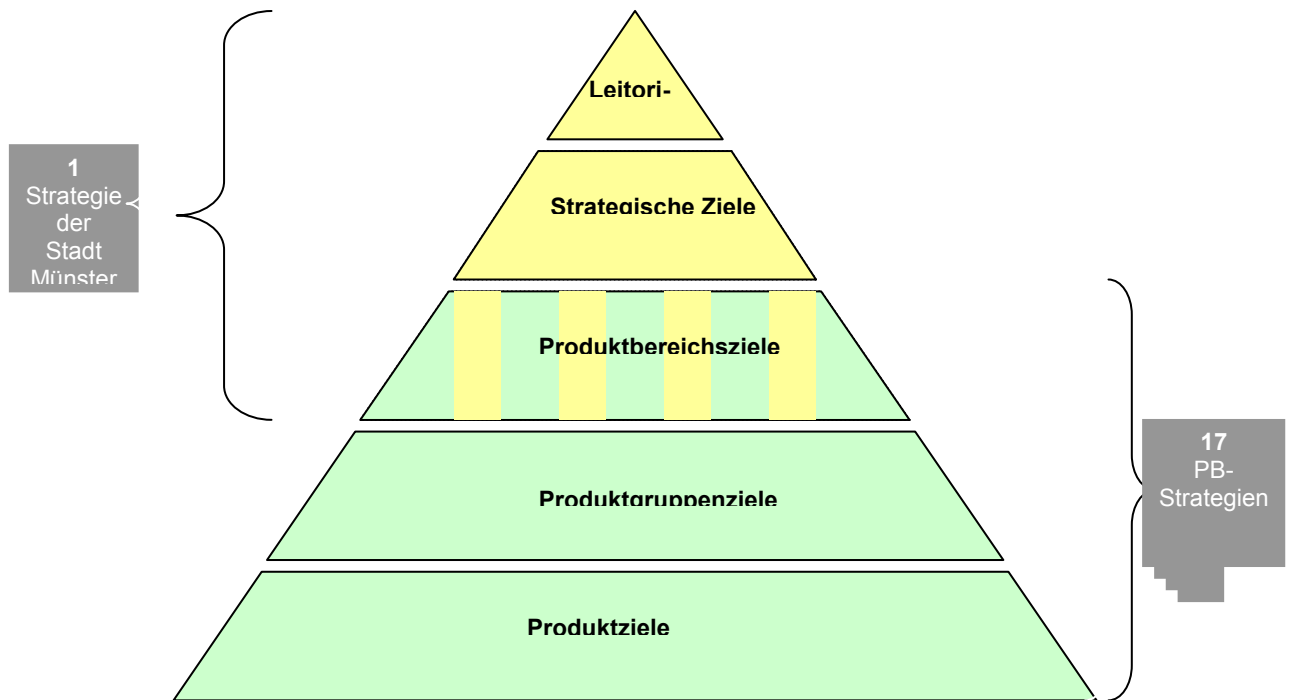 Leitori-
1
Strategie
der
Stadt
Münster
Strategische Ziele
Produktbereichsziele
17
PB-
Strategien
Produktgruppenziele
Produktziele